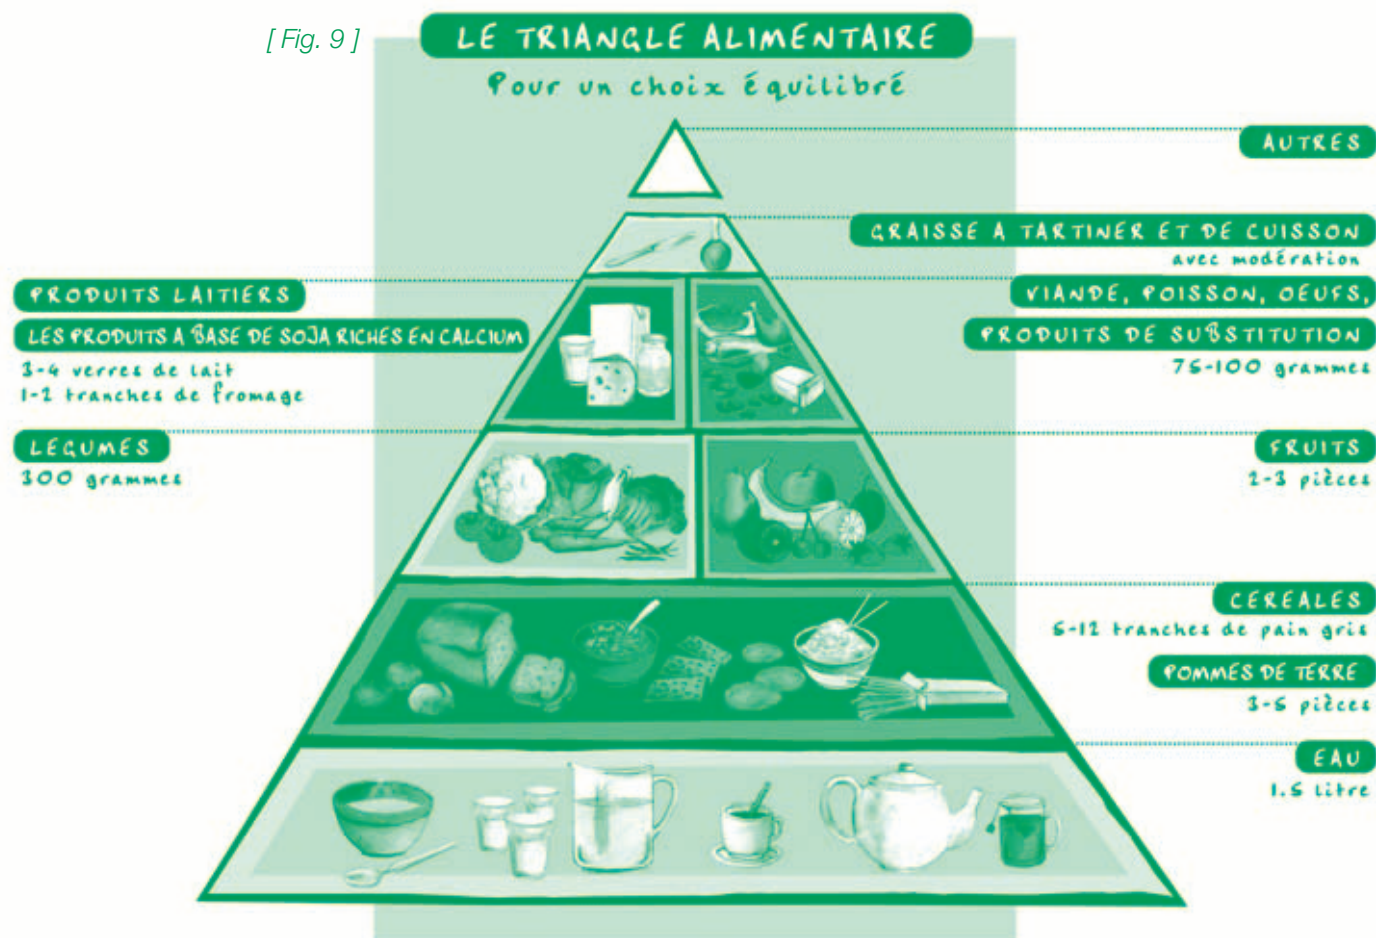 [ Fig. 9 ]
LE TRIANGLE ALIMENTAIRE
Pour un choix équilibré
AUTRES
GRAISSE A TARTINER ET DE CUISSON
avec modération
PRODUITS LAITIERS
LES PRODUITS A BASE DE SOJA RICHES EN CALCIUM
3-4 verres de lait
1-2 tranches de fromage
VIANDE, POISSON, OEUFS,
PRODUITS DE SUBSTITUTION
75-100 grammes
LEGUMES
300 grammes
FRUITS
2-3 pièces
CEREALES
5-12 tranches de pain gris
POMMES DE TERRE
3-5 pièces
EAU
1.5 litre